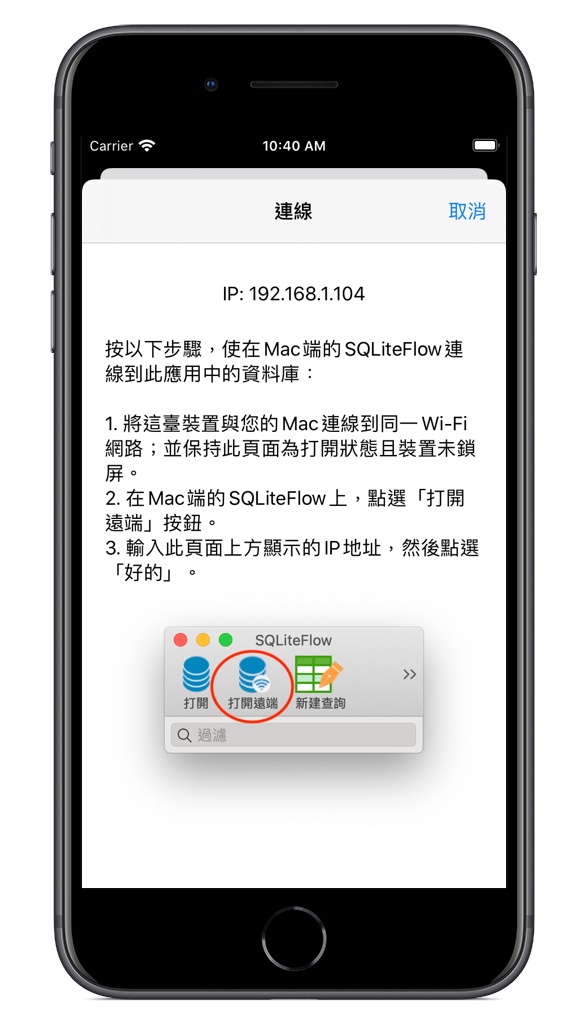 Carrier 10:40 AM
連線 取消
IP: 192.168.1.104
按以下步驟，使在Mac端的SQLiteFlow連
線到此應用中的資料庫：
1. 將這臺裝置與您的Mac連線到同一Wi-Fi
網路；並保持此頁面為打開狀態且裝置未鎖
屏。
2. 在Mac端的SQLiteFlow上，點選「打開
遠端」按鈕。
3. 輸入此頁面上方顯示的IP地址，然後點選
「好的」。
SQLiteFlow
打開 打開遠端 新建查詢
過濾